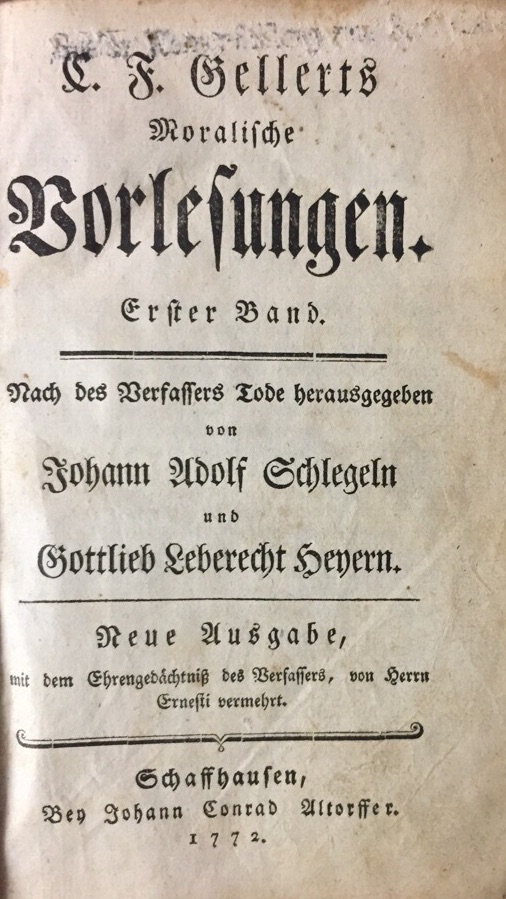 C. F. Gellerts
Moraliſche
Vorleſungen.
Erſter Band.
Nach des Verfaſſers Tode herausgegeben
von
Johann Adolf Schlegeln
und
Gottlieb Leberecht Heyern.
Neue Ausgabe,
mit dem Ehrengedächtniß des Verfaſſers, von Herrn
Erneſti vermehrt.
Schaffhauſen,
Bey Johann Conrad Altorffer.
1772.